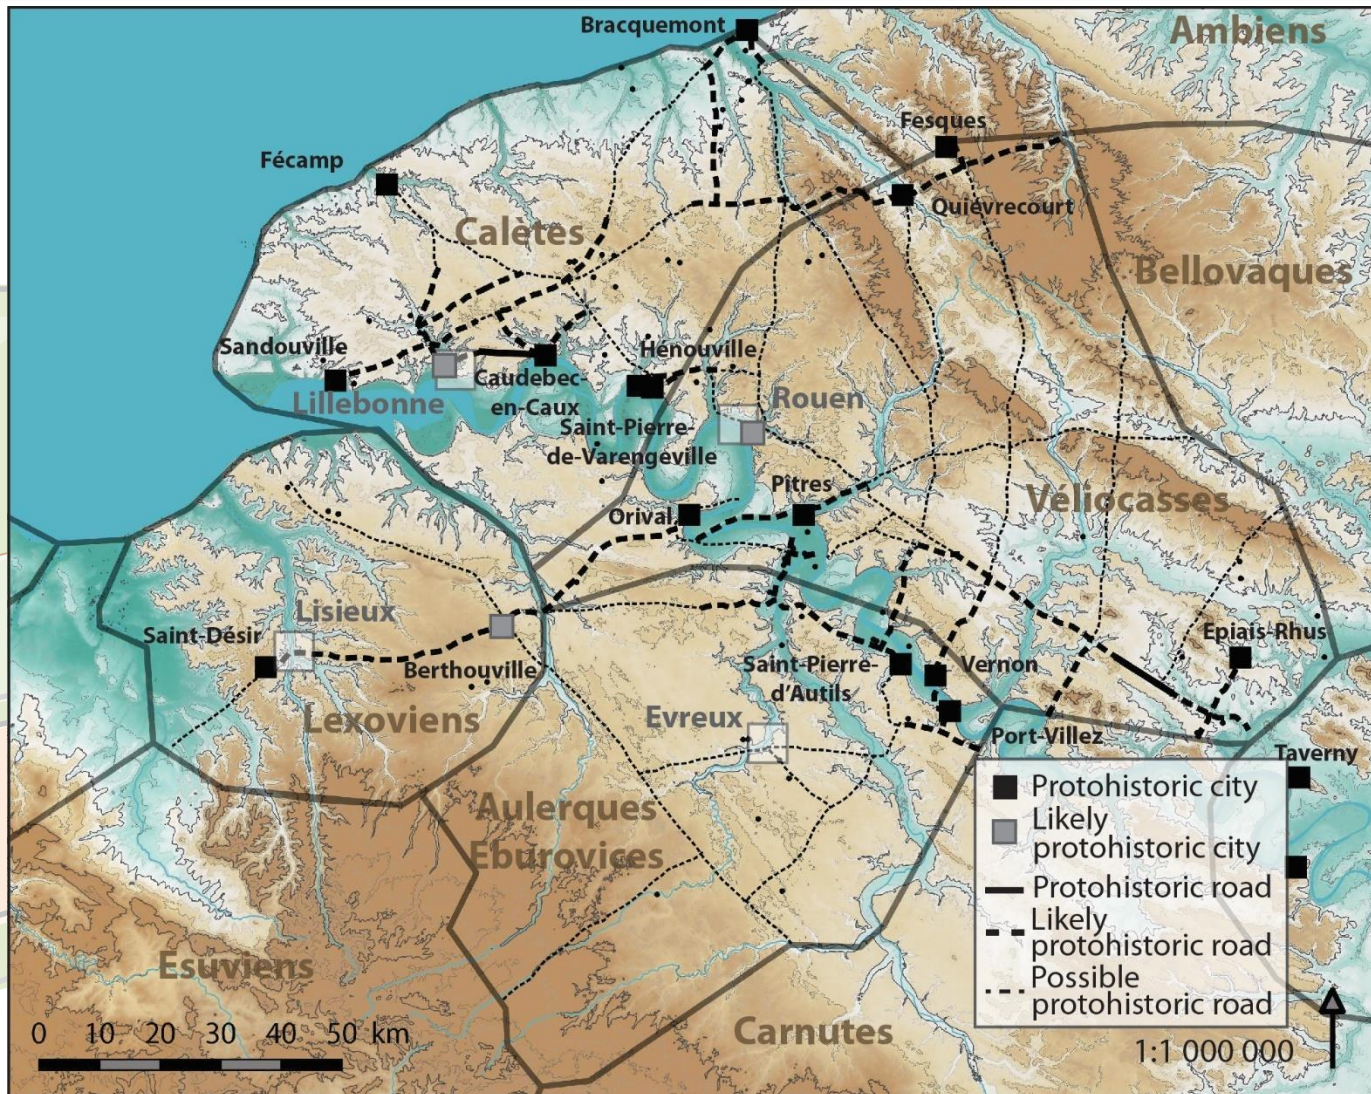 Bracquemont
Ambiens
Fesques
Fécamp
Quièvrecourt
Calètes
Bellovaques
Sandouville
Hénouville
Caudebec-
en-Caux
Lillebonne
Rouen
Saint-Pierre-
de-Varengeville
Pîtres
Véliocasses
Orival
Lisieux
Saint-Désir
Epiais-Rhus
Berthouville
Saint-Pierre-
d'Autils
Vernon
Lexoviens
Evreux
Port-Villez
Taverny
Aulerques
Eburovices
Esuviens
Carnutes
Protohistoric city
Likely
protohistoric city
Protohistoric road
Likely
protohistoric road
Possible
protohistoric road
0 10 20 30 40 50 km
1:1 000 000